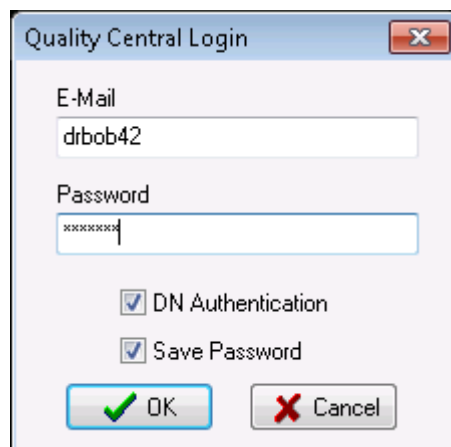 Quality Central Login
E-Mail
drbob42
Password
*******
DN Authentication
Save Password
OK
Cancel